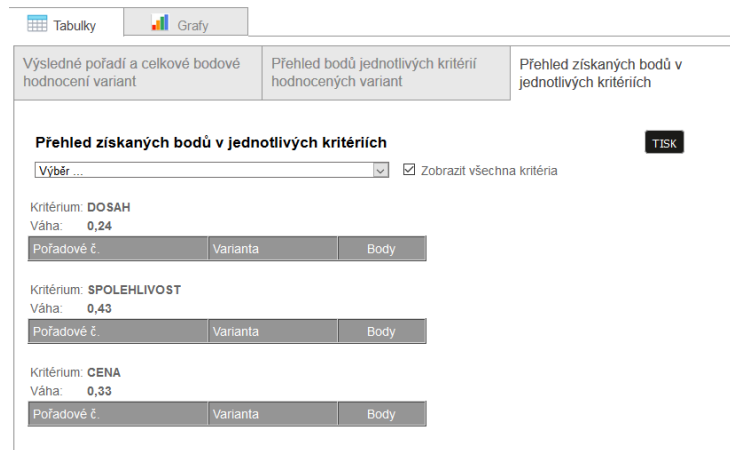 Tabulky
Grafy
Výsledné pořadí a celkové bodové
hodnocení variant
Přehled bodů jednotlivých kritérií
hodnocených variant
Přehled získaných bodů v
jednotlivých kritériích
Přehled získaných bodů v jednotlivých kritériích
TISK
Výběr ...
Zobrazit všechna kritéria
Kritérium: DOSAH
Váha: 0,24
Pořadové č. Varianta Body
Kritérium: SPOLEHLIVOST
Váha: 0,43
Pořadové č. Varianta Body
Kritérium: CENA
Váha: 0,33
Pořadové č. Varianta Body